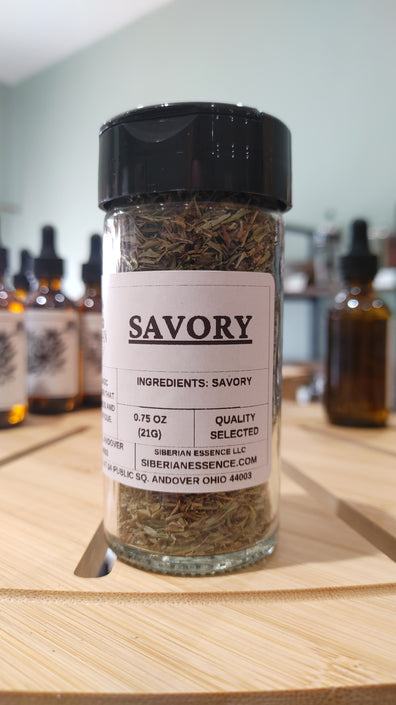 SAVORY
INGREDIENTS: SAVORY
0.75 OZ
(21G)
QUALITY
SELECTED
SIBERIAN ESSENCE LLC
SIBERIANESSENCE.COM
PUBLIC SQ. ANDOVER OHIO 44003